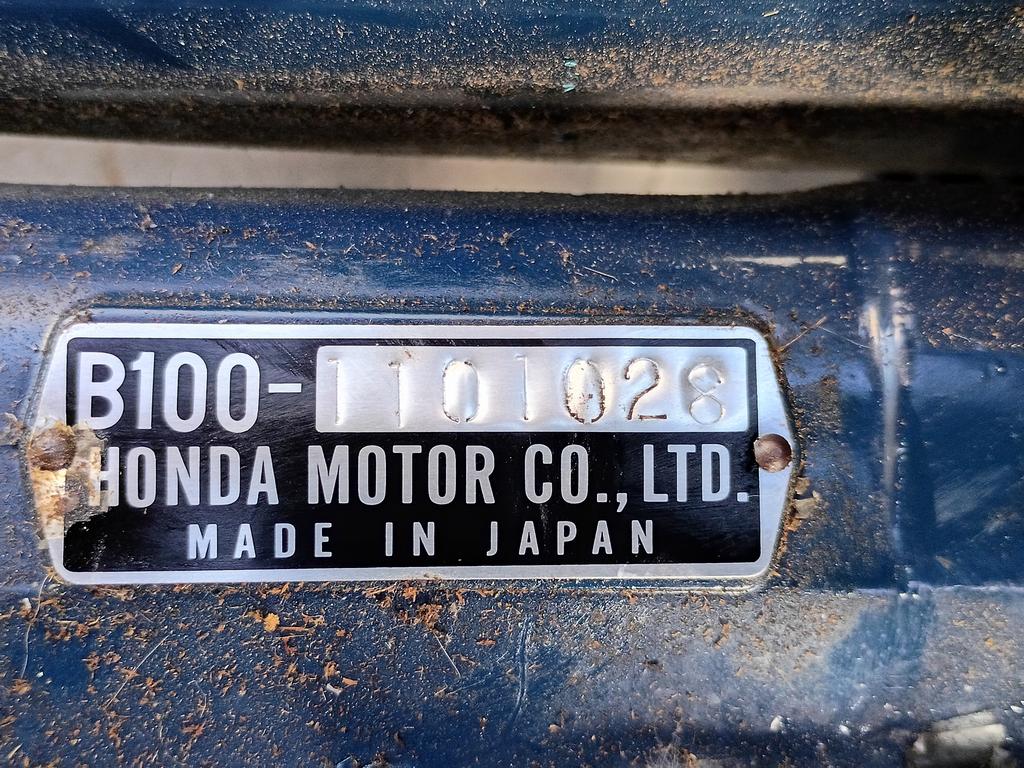 B100-1101028
HONDA MOTOR CO., LTD.
MADE IN JAPAN